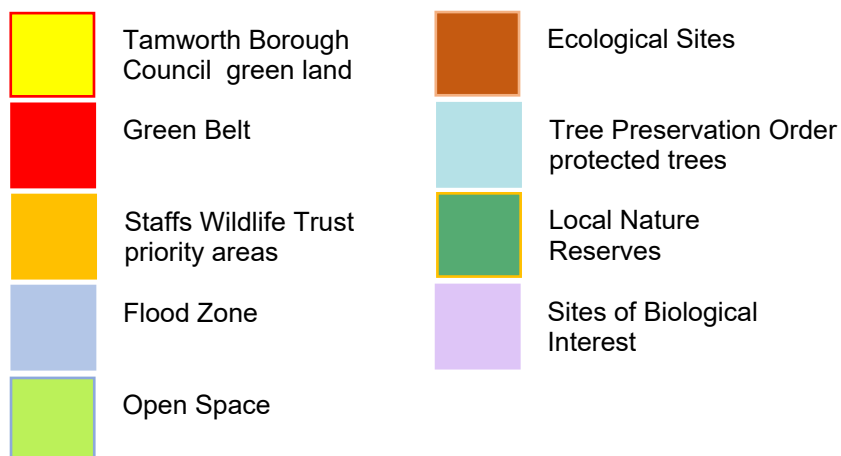 Tamworth Borough
Council green land
Green Belt
Staffs Wildlife Trust
priority areas
Flood Zone
Open Space
Ecological Sites
Tree Preservation Order
protected trees
Local Nature
Reserves
Sites of Biological
Interest